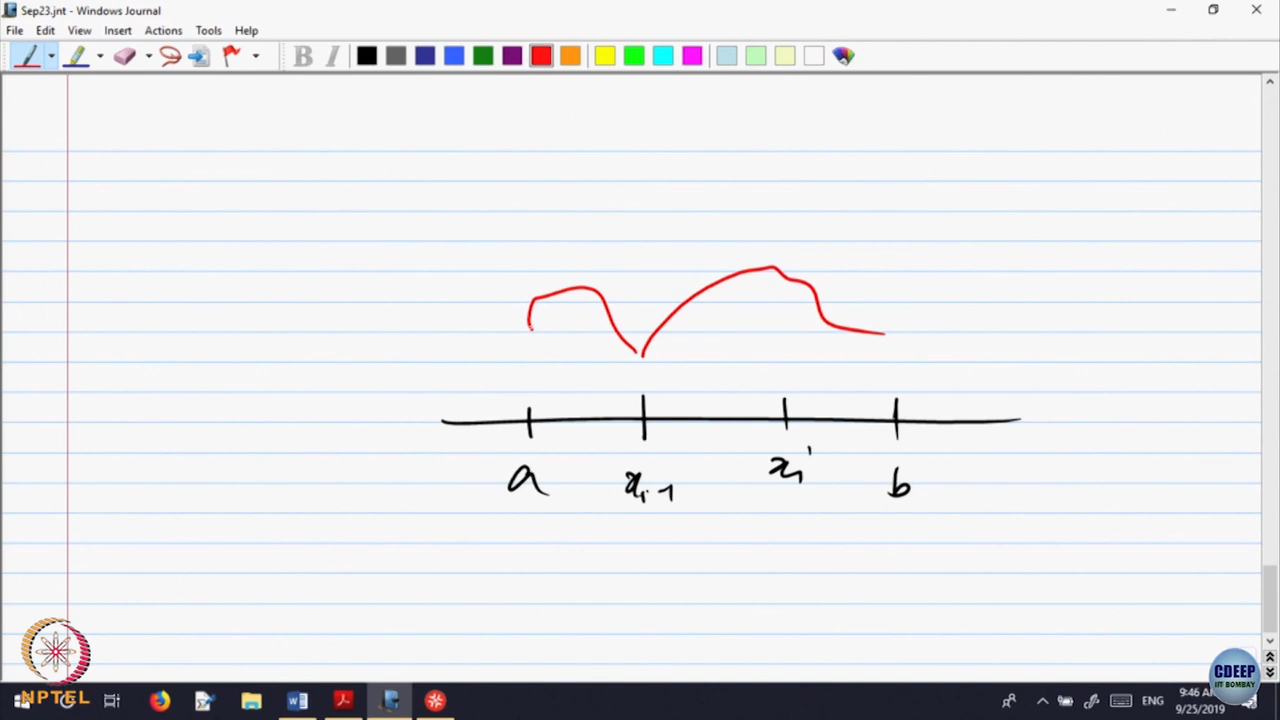 Sep23.jnt - Windows Journal
File Edit View Insert Actions Tools Help
B I
a x_{i-1} x_i b
NPTEL
CDEEP
IIT BOMBAY
ENG
9:46
9/25/2019